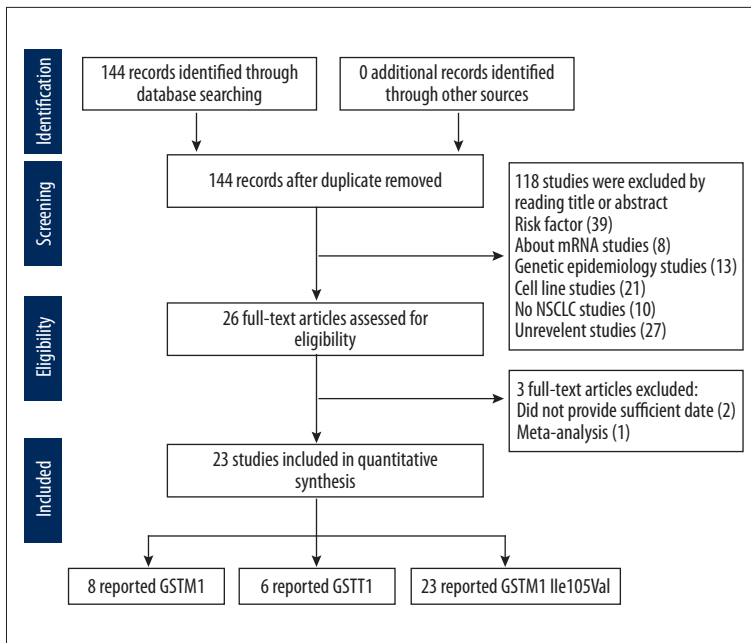 Identification
144 records identified through
database searching
0 additional records identified
through other sources
Screening
144 records after duplicate removed
118 studies were excluded by
reading title or abstract
Risk factor (39)
About mRNA studies (8)
Genetic epidemiology studies (13)
Cell line studies (21)
No NSCLC studies (10)
Unrevelent studies (27)
Eligibility
26 full-text articles assessed for
eligibility
3 full-text articles excluded:
Did not provide sufficient date (2)
Meta-analysis (1)
Included
23 studies included in quantitative
synthesis
8 reported GSTM1
6 reported GSTT1
23 reported GSTM1 Ile105Val